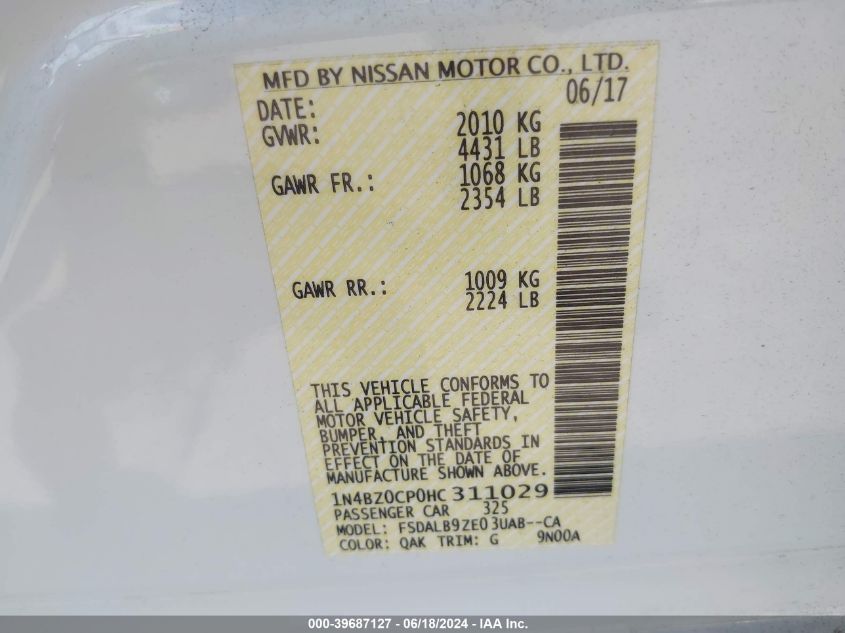 MFD BY NISSAN MOTOR CO., LTD.
DATE: 06/17
GVWR: 2010 KG
4431 LB
GAWR FR.: 1068 KG
2354 LB
GAWR RR.: 1009 KG
2224 LB
THIS VEHICLE CONFORMS TO
ALL APPLICABLE FEDERAL
MOTOR VEHICLE SAFETY,
BUMPER, AND THEFT
PREVENTION STANDARDS IN
EFFECT ON THE DATE OF
MANUFACTURE SHOWN ABOVE.
1N4BZ0CP0HC311029
PASSENGER CAR 325
MODEL: FSDALB9ZE03UAB--CA
COLOR: QAK TRIM: G 9N00A
000-39687127 - 06/18/2024 - IAA Inc.